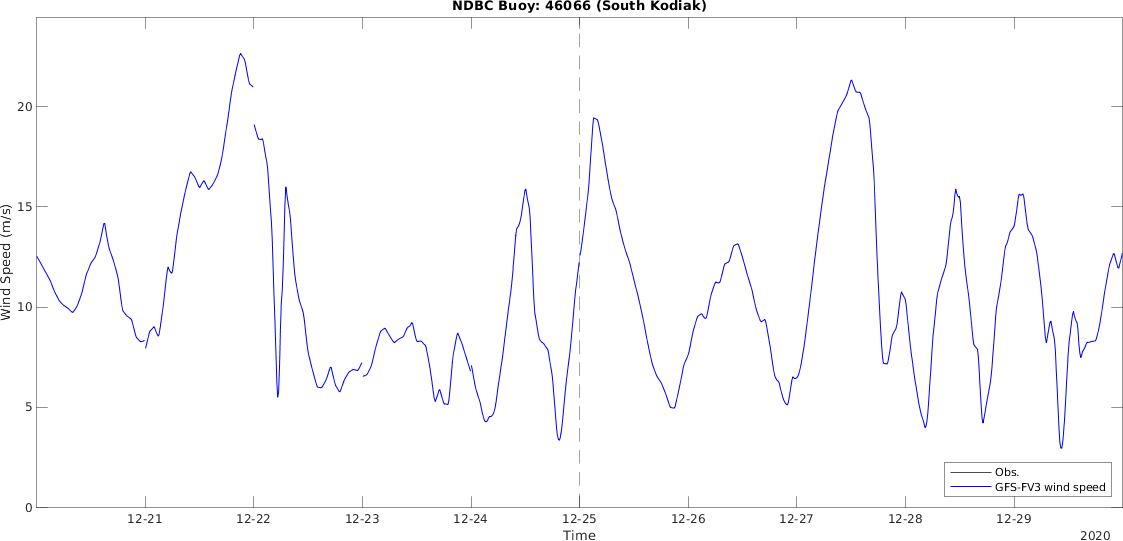 NDBC Buoy: 46066 (South Kodiak)
Wind Speed (m/s)
20
15
10
5
0
Obs.
GFS-FV3 wind speed
12-21 12-22 12-23 12-24 12-25 12-26 12-27 12-28 12-29
Time
2020